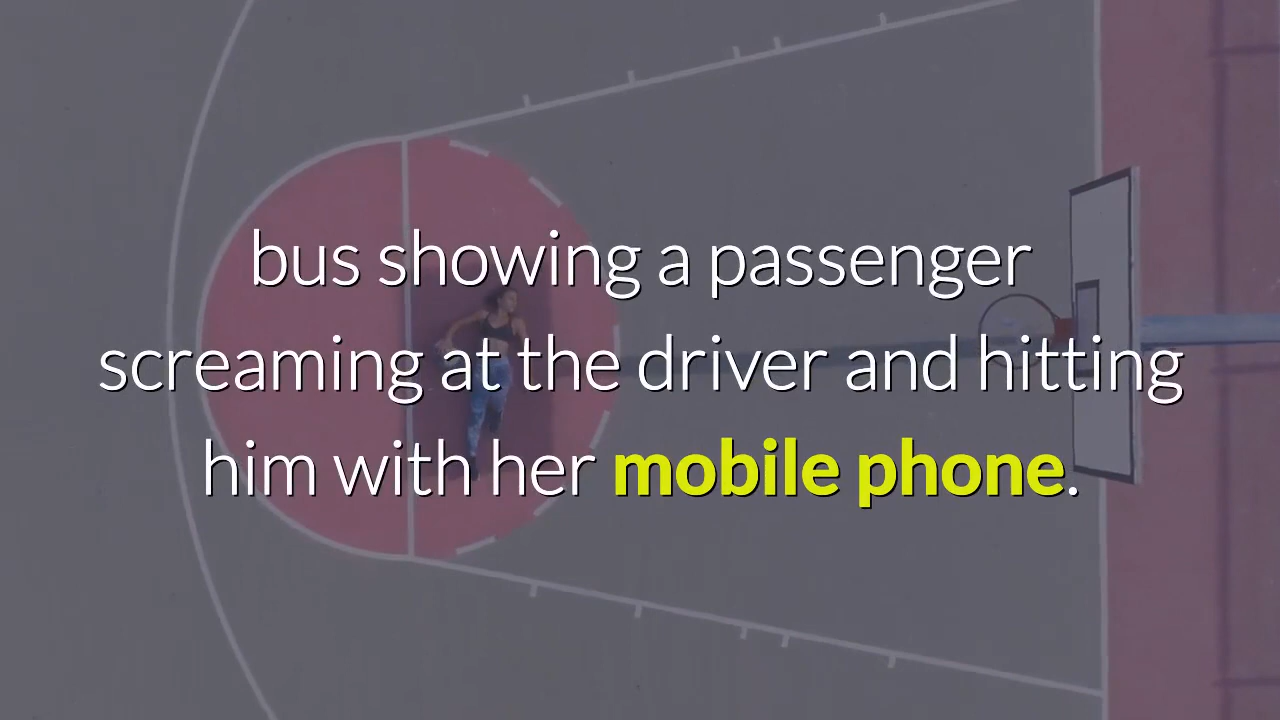 bus showing a passenger
screaming at the driver and hitting
him with her mobile phone.